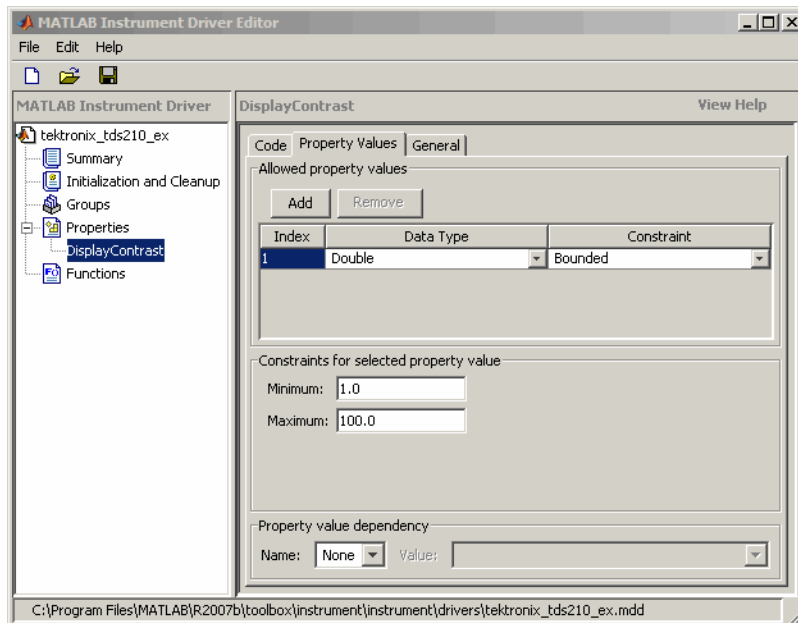 MATLAB Instrument Driver Editor
File Edit Help
MATLAB Instrument Driver
tektronix_tds210_ex
Summary
Initialization and Cleanup
Groups
Properties
DisplayContrast
Functions
DisplayContrast View Help
Code Property Values General
Allowed property values
Add Remove
Index Data Type Constraint
1 Double Bounded
Constraints for selected property value
Minimum: 1.0
Maximum: 100.0
Property value dependency
Name: None Value:
C:\Program Files\MATLAB\R2007b\toolbox\instrument\instrument\drivers\tektronix_tds210_ex.mdd